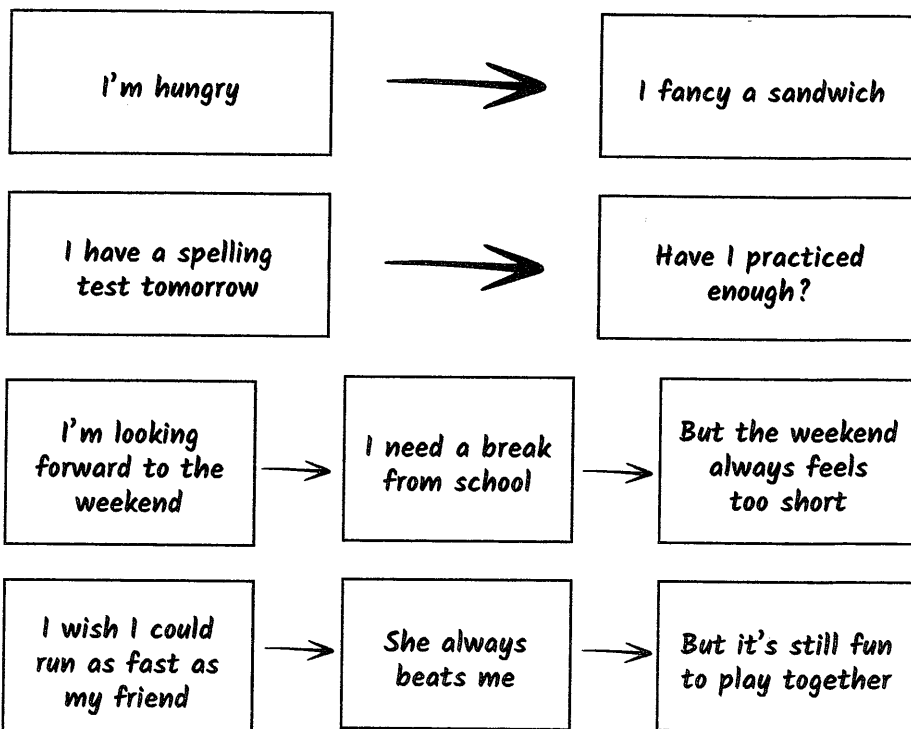 I'm hungry
I fancy a sandwich
I have a spelling
test tomorrow
Have I practiced
enough?
I'm looking
forward to the
weekend
I need a break
from school
But the weekend
always feels
too short
I wish I could
run as fast as
my friend
She always
beats me
But it's still fun
to play together